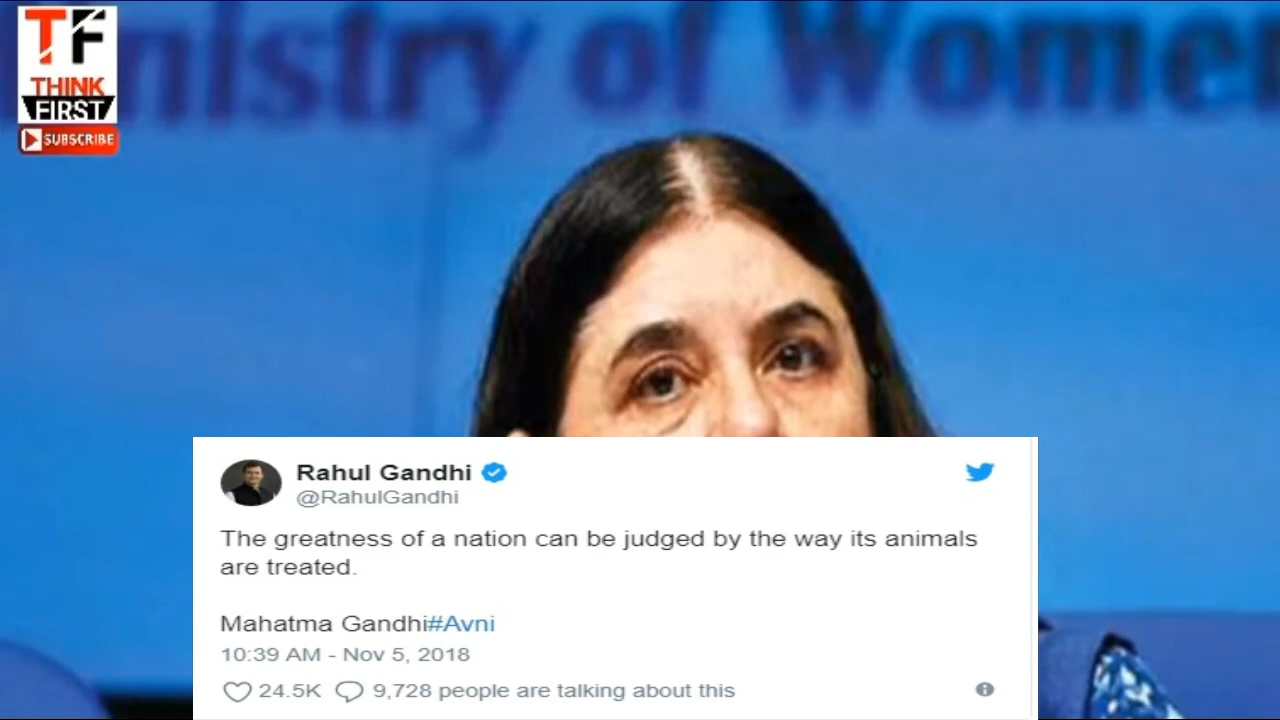 TF
THINK
FIRST
SUBSCRIBE
nistry of Women
Rahul Gandhi
@RahulGandhi
The greatness of a nation can be judged by the way its animals
are treated.
Mahatma Gandhi#Avni
10:39 AM - Nov 5, 2018
24.5K 9,728 people are talking about this